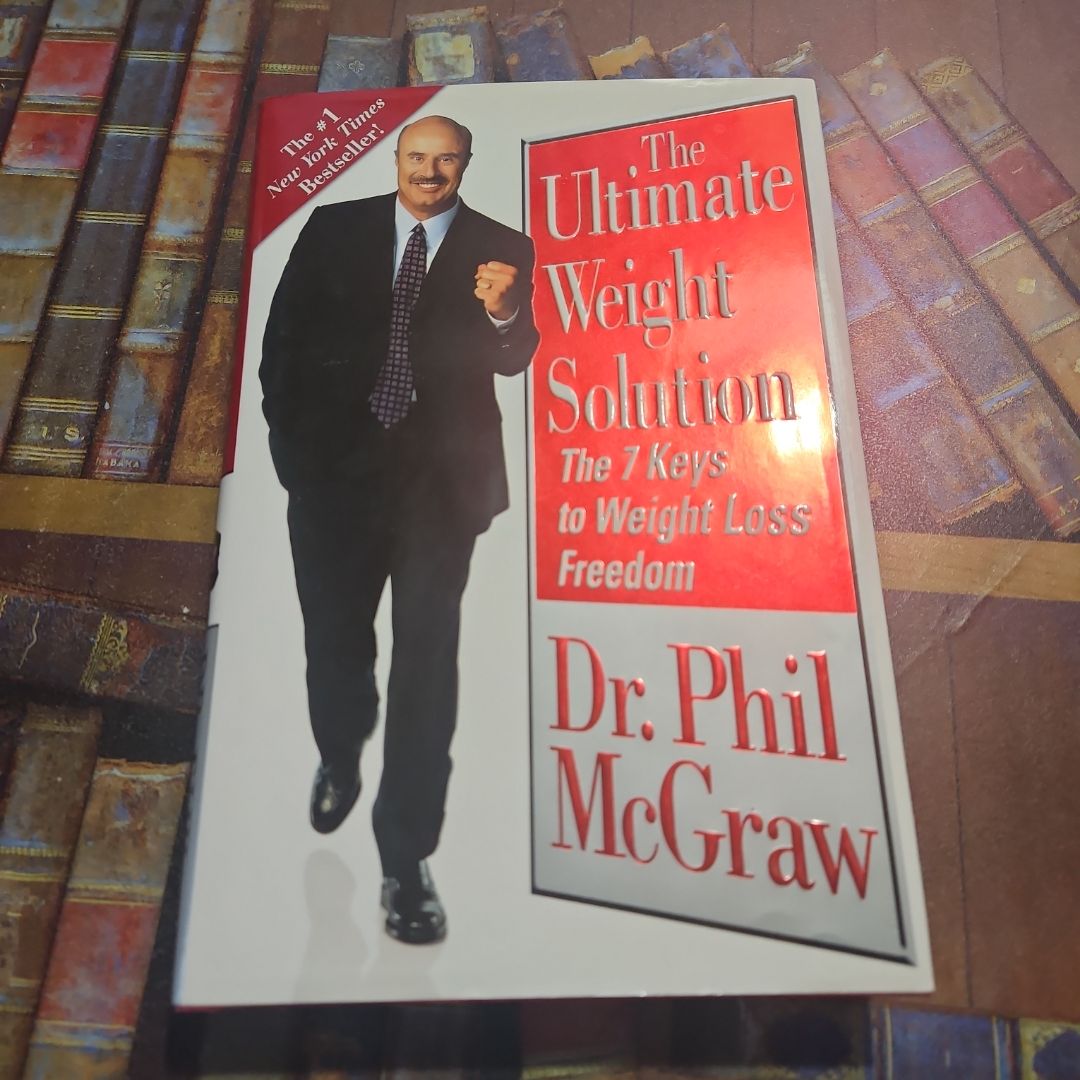 The #1
New York Times
Bestseller!
The
Ultimate
Weight
Solution
The 7 Keys
to Weight Loss
Freedom
Dr. Phil
McGraw
U.S.